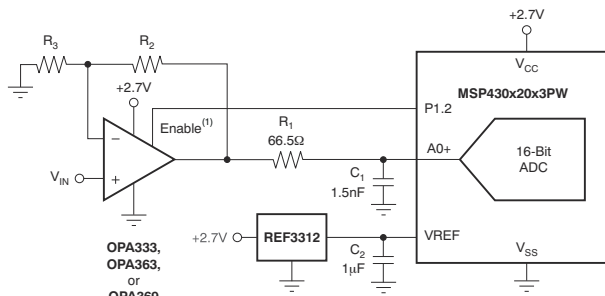 +2.7V
R3
R2
+2.7V
VCC
MSP430x20x3PW
Enable(1)
P1.2
R1
66.5Ω
−
A0+
16-Bit
ADC
VIN
+
C1
1.5nF
+2.7V
REF3312
VREF
C2
1µF
VSS
OPA333,
OPA363,
or
OPA369